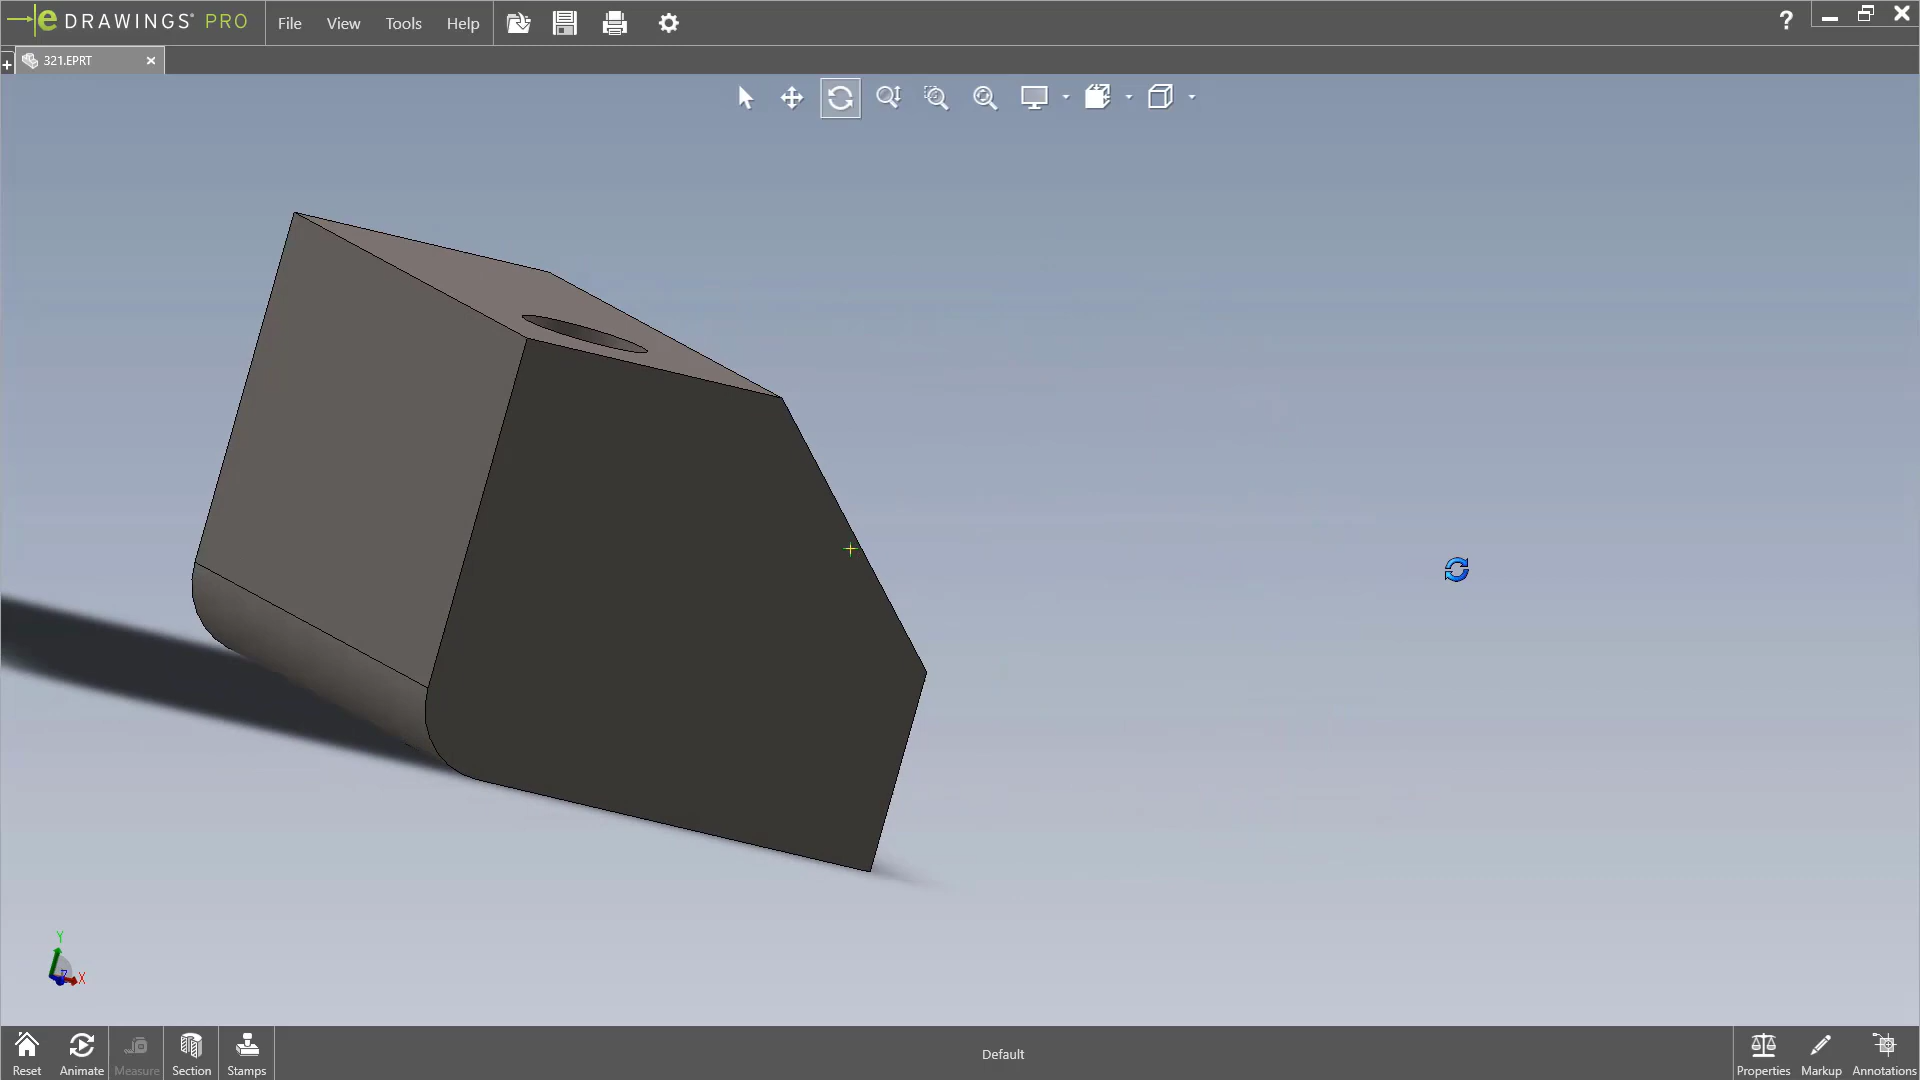 eDRAWINGS® PRO File View Tools Help ?
+ 321.EPRT
Y
Z X
Reset Animate Measure Section Stamps Default Properties Markup Annotations